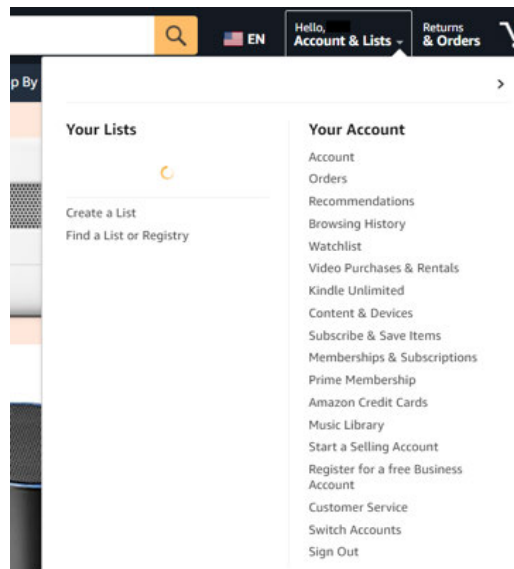 EN
Hello,
Account & Lists
Returns
& Orders
p By
Your Lists
Create a List
Find a List or Registry
Your Account
Account
Orders
Recommendations
Browsing History
Watchlist
Video Purchases & Rentals
Kindle Unlimited
Content & Devices
Subscribe & Save Items
Memberships & Subscriptions
Prime Membership
Amazon Credit Cards
Music Library
Start a Selling Account
Register for a free Business
Account
Customer Service
Switch Accounts
Sign Out